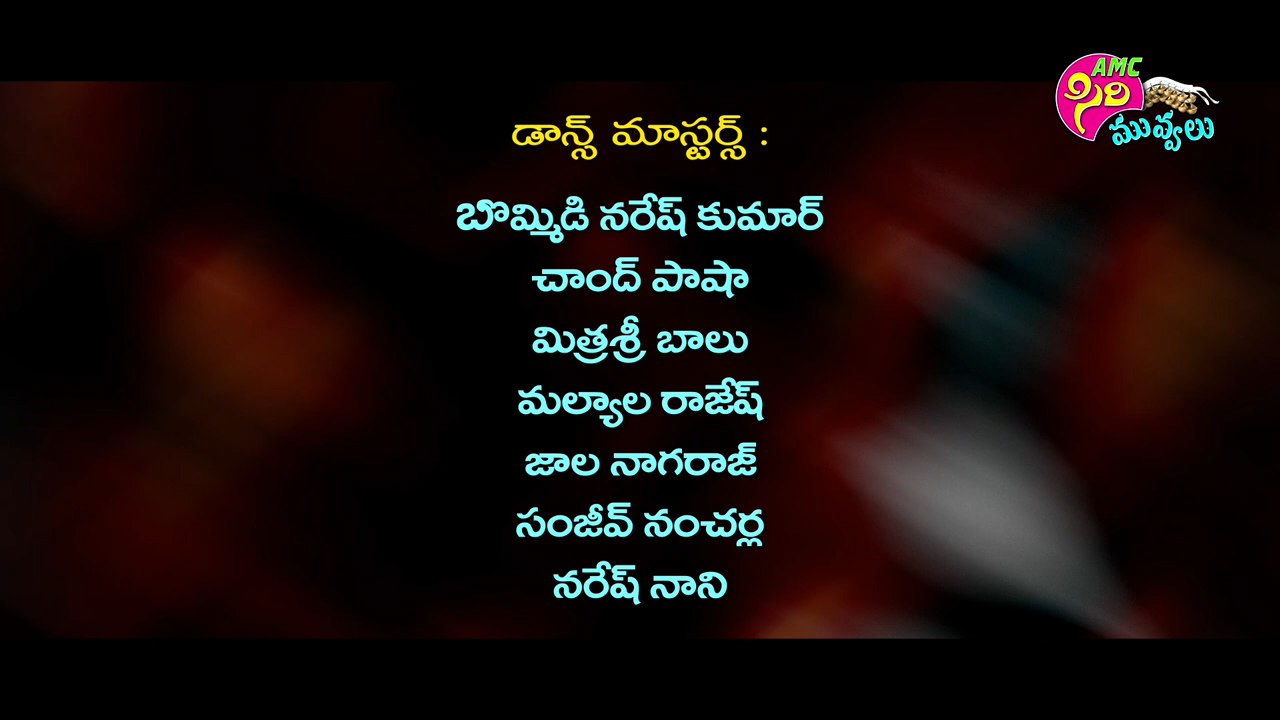 AMC
సిరి
మువ్వలు
డాన్స్ మాస్టర్స్ :
బొమ్మిడి నరేష్ కుమార్
చాంద్ పాషా
మిత్రశ్రీ బాలు
మల్యాల రాజేష్
జాల నాగరాజ్
సంజీవ్ నంచర్ల
నరేష్ నాని